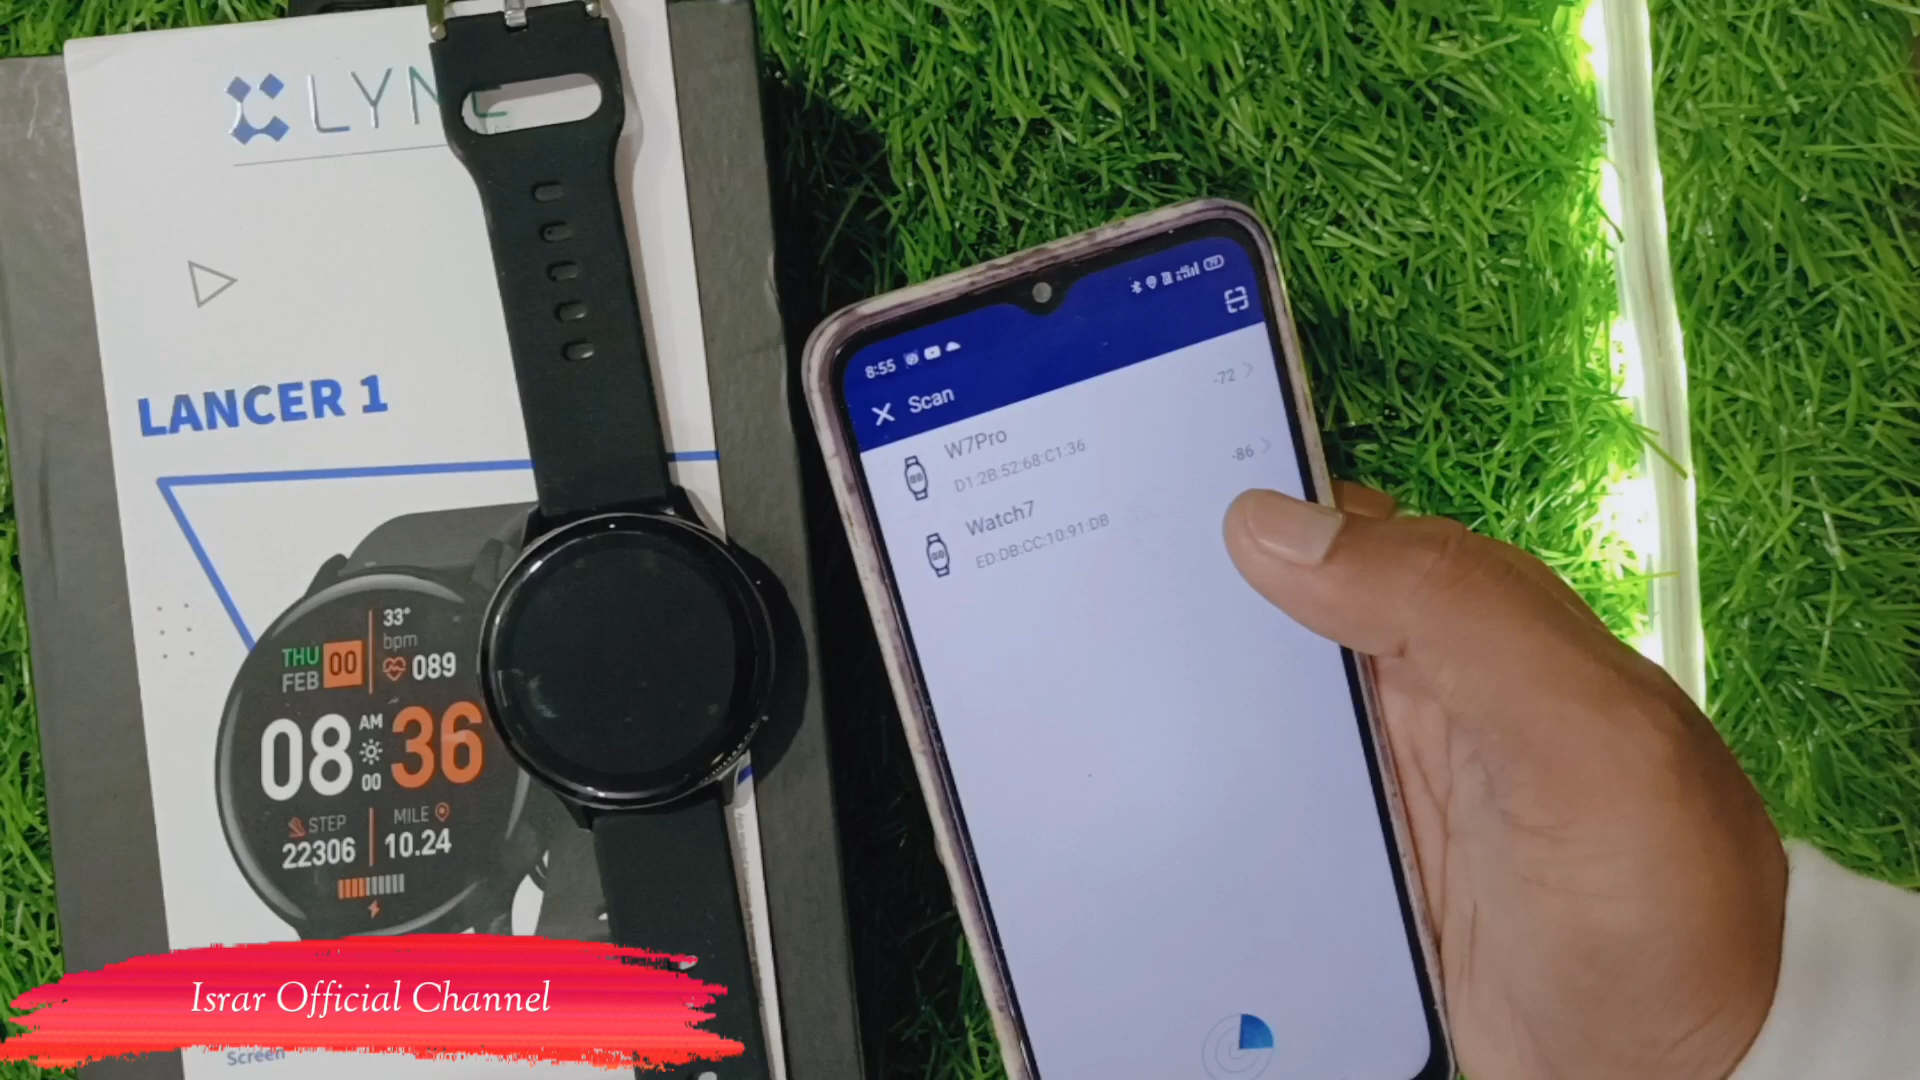 LYN
LANCER 1
THU
FEB
00
33°
bpm
089
08
AM
00
36
STEP
22306
MILE
10.24
Screen
8:55
79
Scan
W7Pro
D1:2B:52:68:C1:36
-72
Watch7
ED:DB:CC:10:91:DB
-86
Israr Official Channel